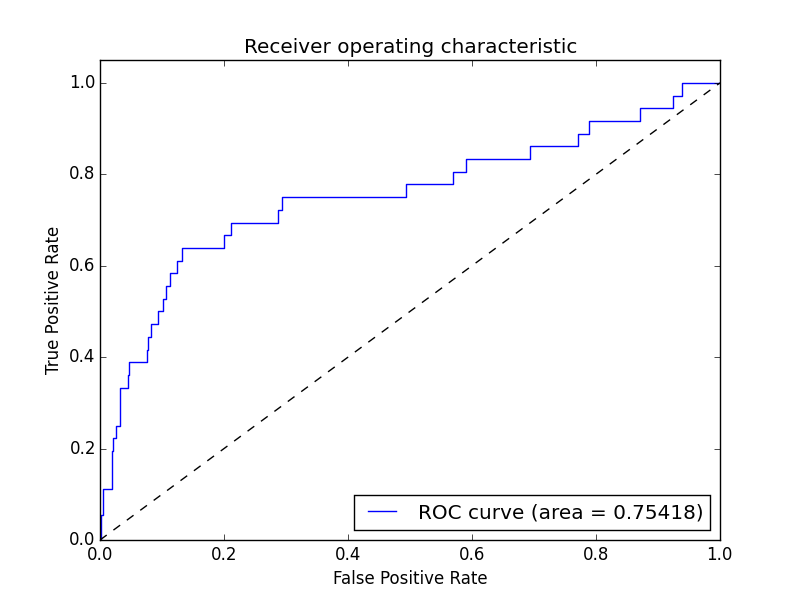 Receiver operating characteristic
1.0
0.8
0.6
0.4
0.2
0.0
True Positive Rate
ROC curve (area = 0.75418)
0.0 0.2 0.4 0.6 0.8 1.0
False Positive Rate